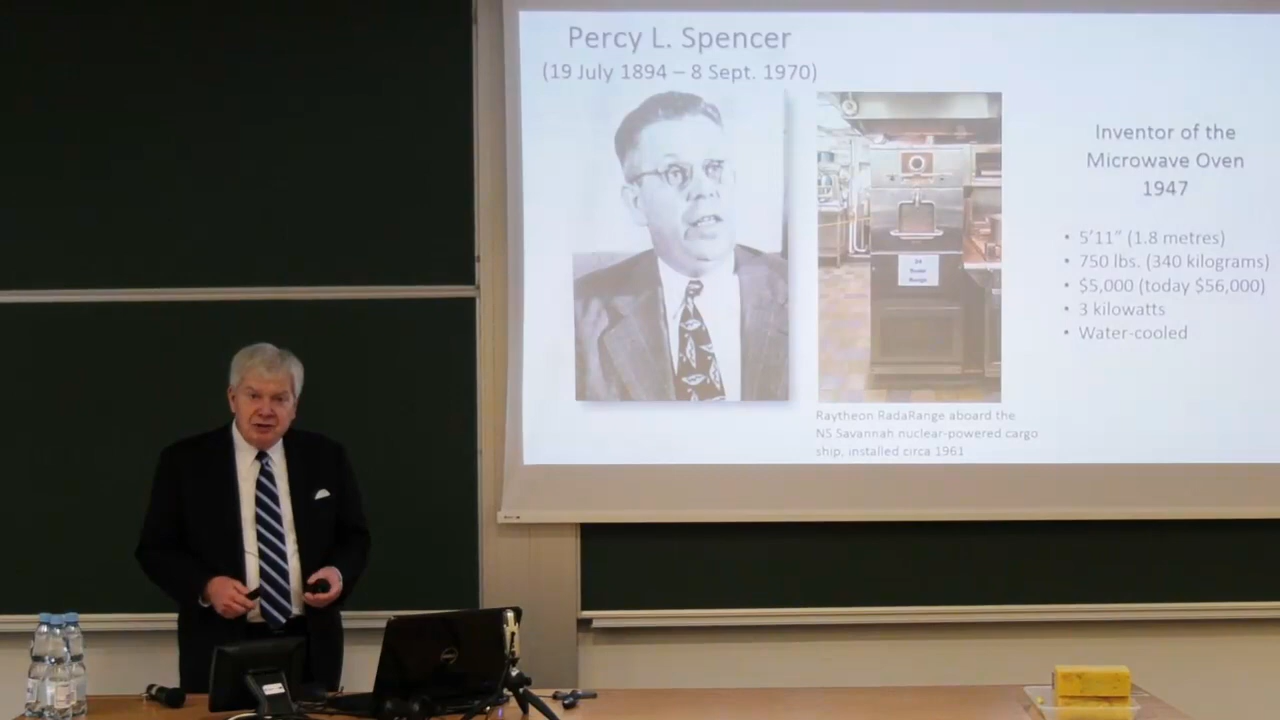 Percy L. Spencer
(19 July 1894 – 8 Sept. 1970)
Inventor of the
Microwave Oven
1947
• 5'11" (1.8 metres)
• 750 lbs. (340 kilograms)
• $5,000 (today $56,000)
• 3 kilowatts
• Water-cooled
Raytheon RadaRange aboard the
NS Savannah nuclear-powered cargo
ship, installed circa 1961
DELL